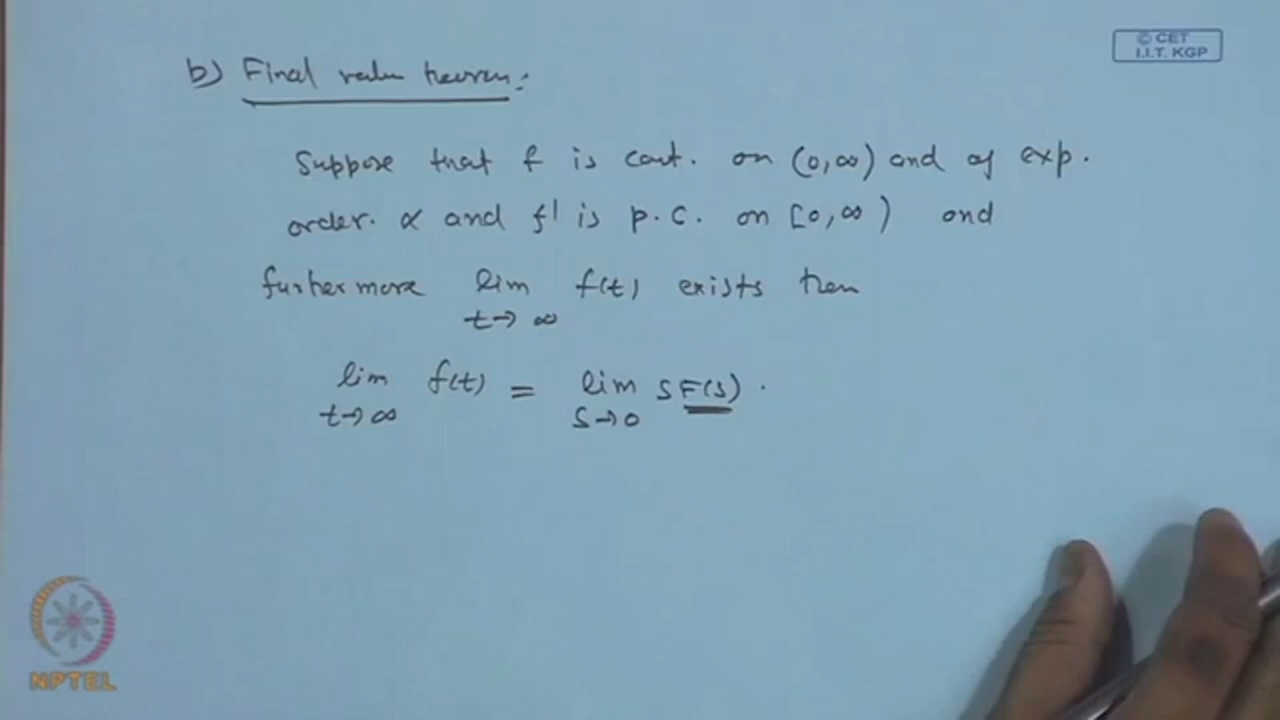 © CET
I.I.T. KGP
b) Final value theorem:
Suppose that f is cont. on (0,∞) and of exp.
order. α and f' is p.c. on [0,∞) and
furthermore lim t→∞ f(t) exists then
lim t→∞ f(t) = lim s→0 s F(s).
NPTEL